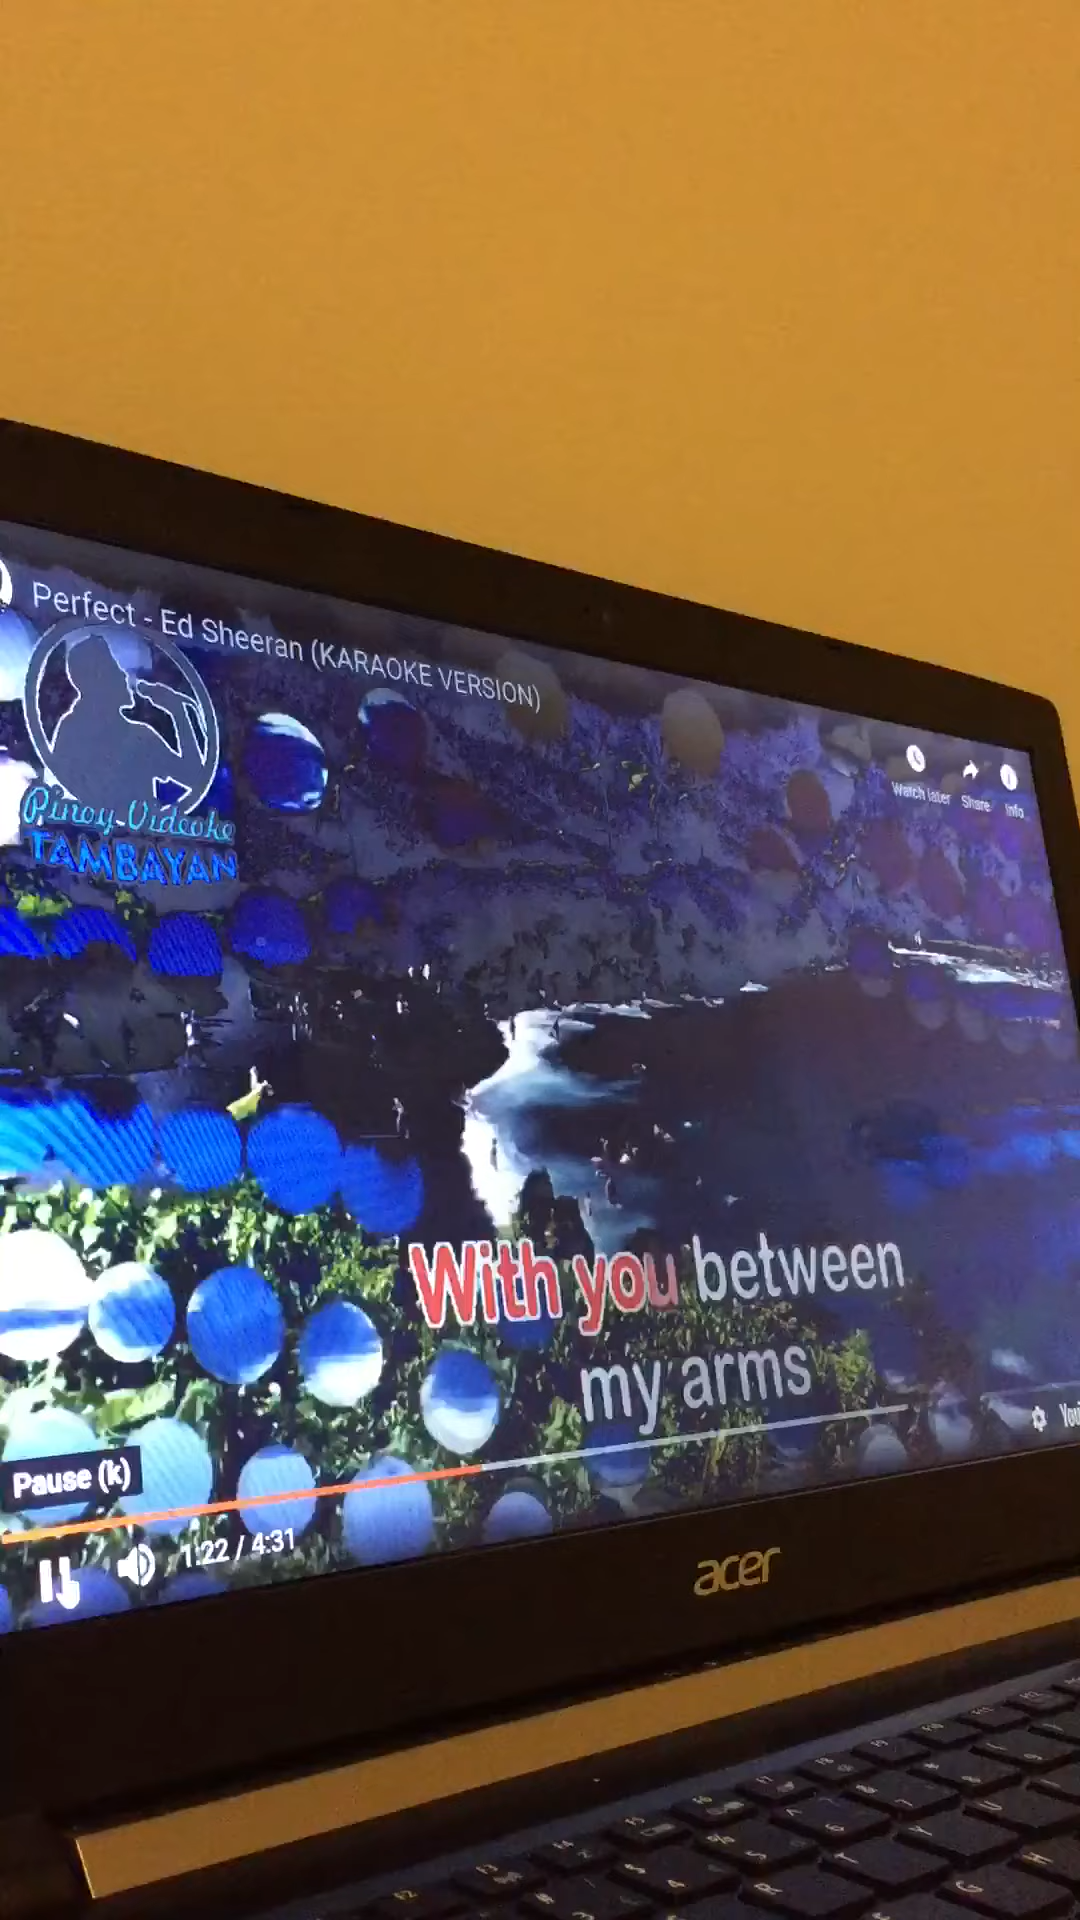 Perfect - Ed Sheeran (KARAOKE VERSION)
Pinoy Videoke
TAMBAYAN
Watch later
Share
Info
With you between
my arms
Pause (k)
1:22 / 4:31
acer